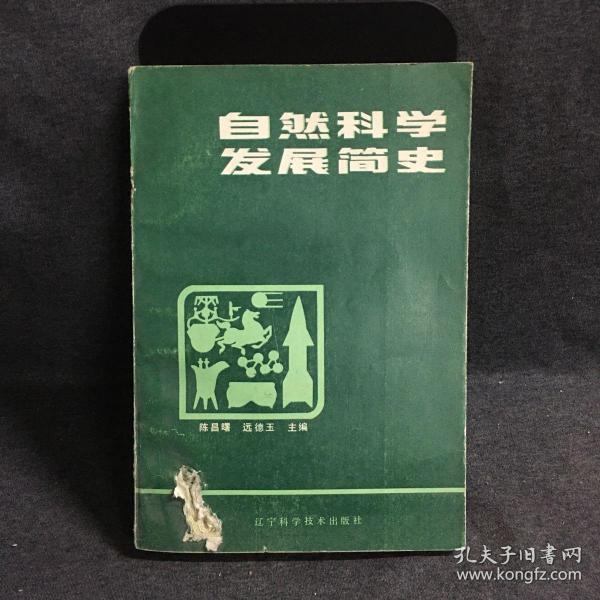 自然科学
发展简史
陈昌曙 远德玉 主编
辽宁科学技术出版社
孔夫子旧书网
www.kongfz.com